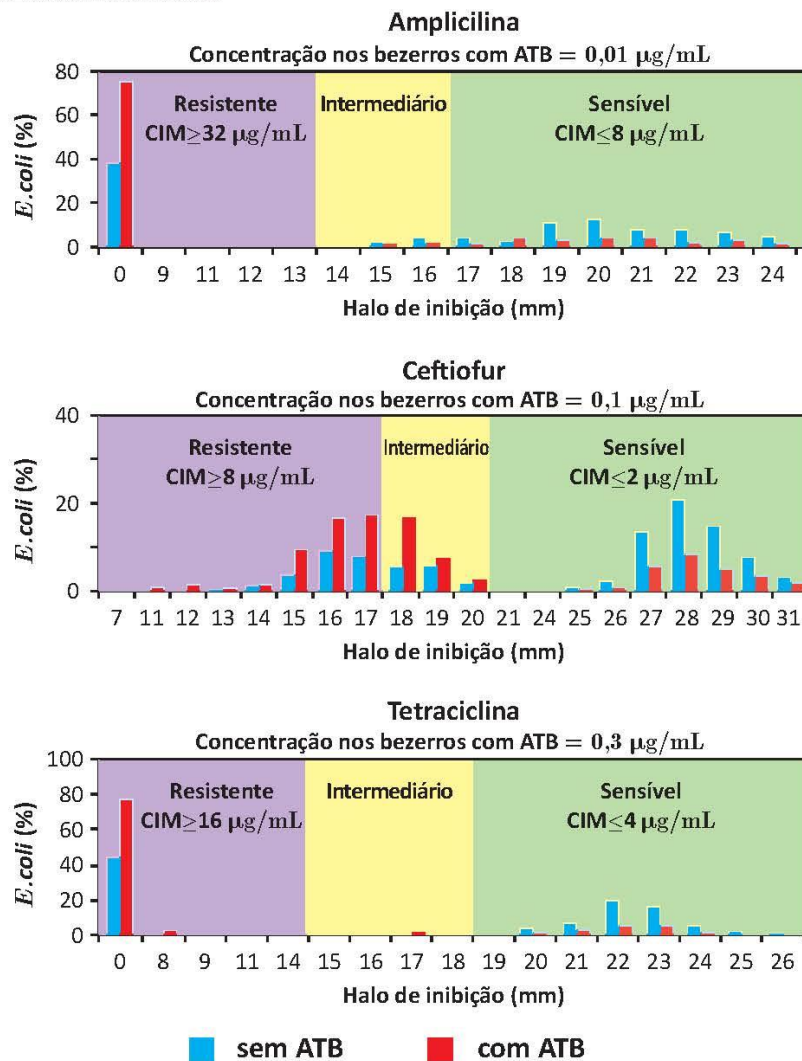 Amplicilina
Concentração nos bezerros com ATB = 0,01 μg/mL
80
60
40
20
0
E.coli (%)
Resistente
CIM≥32 μg/mL
Intermediário
Sensível
CIM≤8 μg/mL
0 9 11 12 13 14 15 16 17 18 19 20 21 22 23 24
Halo de inibição (mm)
Ceftiofur
Concentração nos bezerros com ATB = 0,1 μg/mL
40
20
0
E.coli (%)
Resistente
CIM≥8 μg/mL
Intermediário
Sensível
CIM≤2 μg/mL
7 11 12 13 14 15 16 17 18 19 20 21 24 25 26 27 28 29 30 31
Halo de inibição (mm)
Tetraciclina
Concentração nos bezerros com ATB = 0,3 μg/mL
100
80
60
40
20
0
E.coli (%)
Resistente
CIM≥16 μg/mL
Intermediário
Sensível
CIM≤4 μg/mL
0 8 9 11 14 15 16 17 18 19 20 21 22 23 24 25 26
Halo de inibição (mm)
sem ATB com ATB